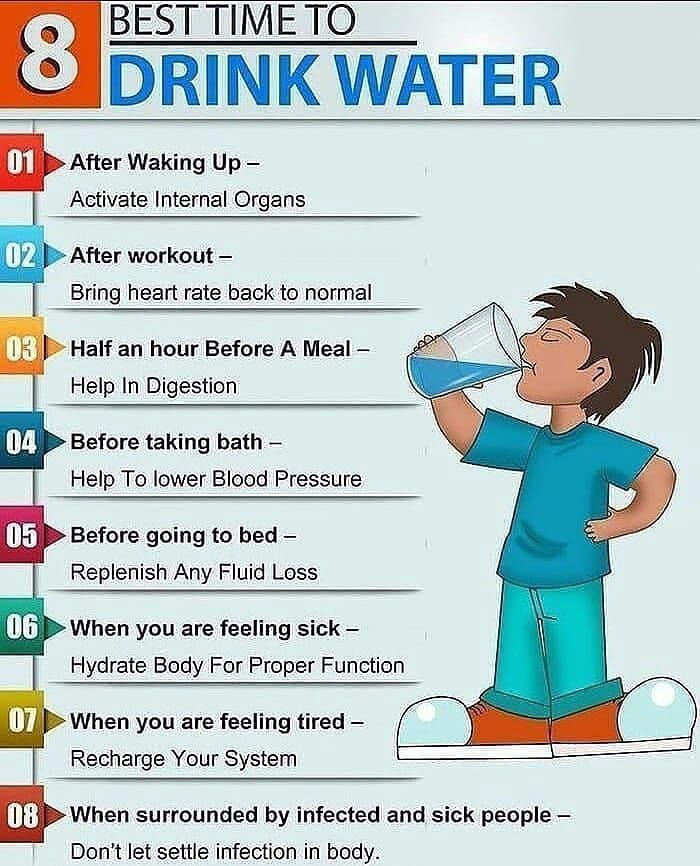 8
BEST TIME TO
DRINK WATER
01
After Waking Up –
Activate Internal Organs
02
After workout –
Bring heart rate back to normal
03
Half an hour Before A Meal –
Help In Digestion
04
Before taking bath –
Help To lower Blood Pressure
05
Before going to bed –
Replenish Any Fluid Loss
06
When you are feeling sick –
Hydrate Body For Proper Function
07
When you are feeling tired –
Recharge Your System
08
When surrounded by infected and sick people –
Don't let settle infection in body.